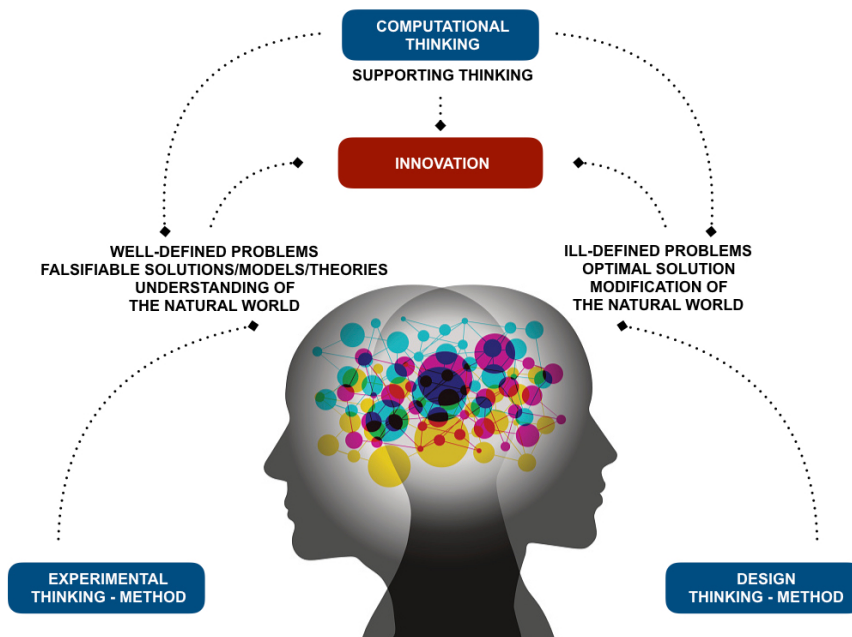 COMPUTATIONAL
THINKING
SUPPORTING THINKING
INNOVATION
WELL-DEFINED PROBLEMS
FALSIFIABLE SOLUTIONS/MODELS/THEORIES
UNDERSTANDING OF
THE NATURAL WORLD
ILL-DEFINED PROBLEMS
OPTIMAL SOLUTION
MODIFICATION OF
THE NATURAL WORLD
EXPERIMENTAL
THINKING - METHOD
DESIGN
THINKING - METHOD